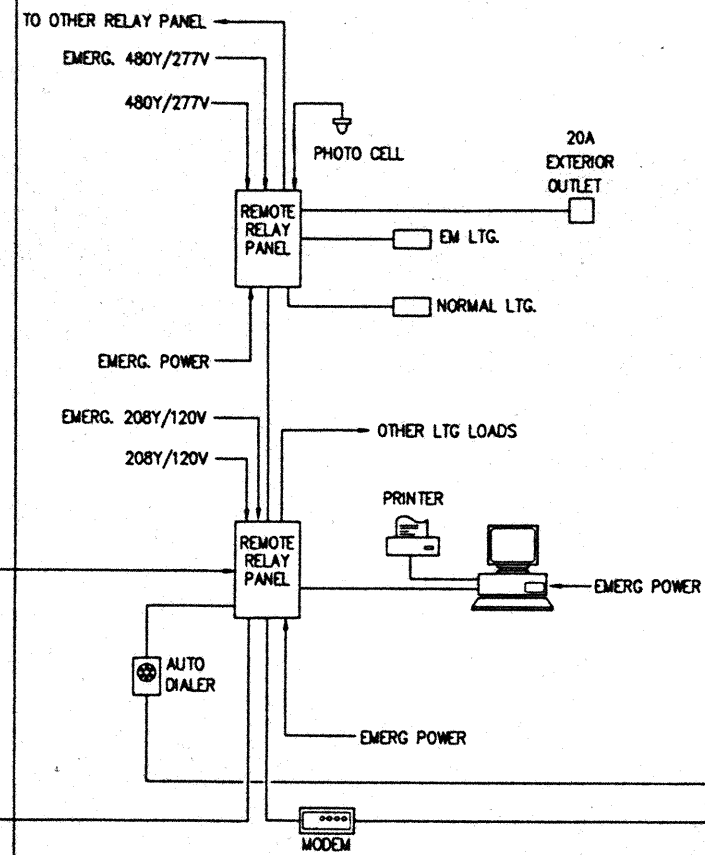 TO OTHER RELAY PANEL
EMERG. 480Y/277V
480Y/277V
PHOTO CELL
20A
EXTERIOR
OUTLET
REMOTE
RELAY
PANEL
EM LTG.
NORMAL LTG.
EMERG. POWER
EMERG. 208Y/120V
208Y/120V
OTHER LTG LOADS
PRINTER
REMOTE
RELAY
PANEL
EMERG POWER
AUTO
DIALER
EMERG POWER
MODEM